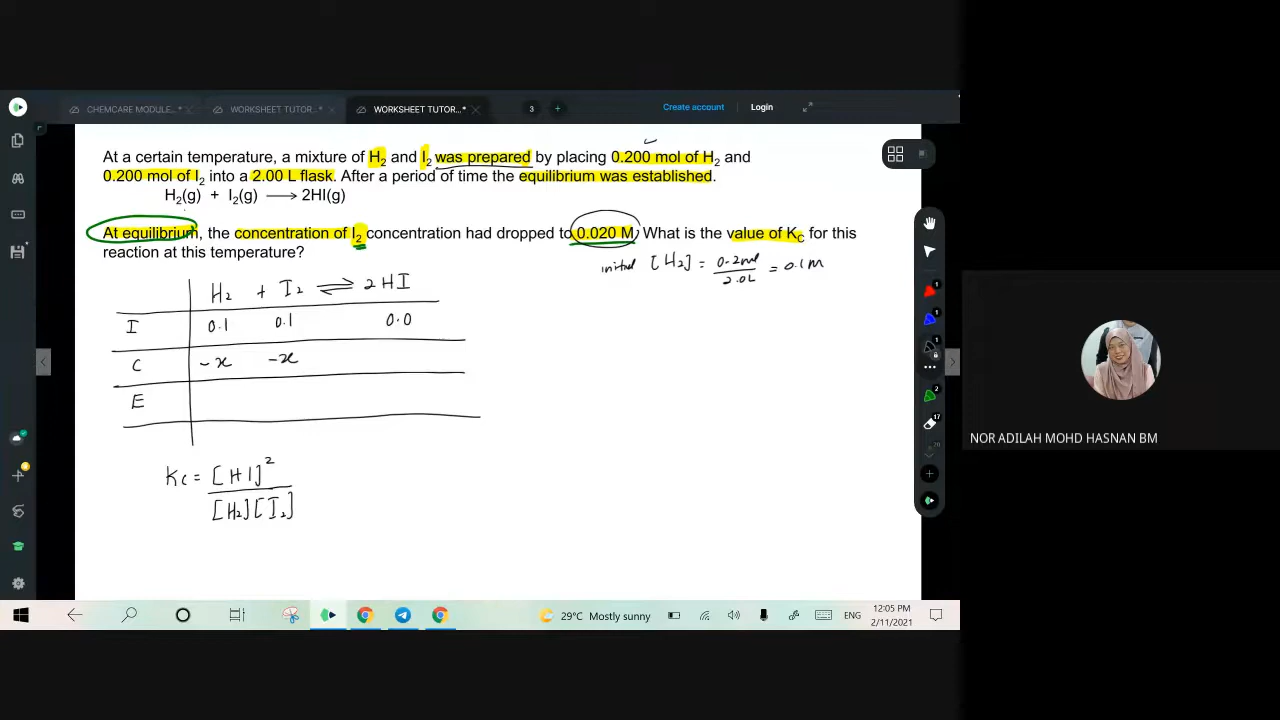 CHEMCARE MODULE...*
WORKSHEET TUTOR...*
WORKSHEET TUTOR...*
3
Create account
Login
At a certain temperature, a mixture of H₂ and I₂ was prepared by placing 0.200 mol of H₂ and
0.200 mol of I₂ into a 2.00 L flask. After a period of time the equilibrium was established.
H₂(g) + I₂(g) ⟶ 2HI(g)
At equilibrium, the concentration of I₂ concentration had dropped to 0.020 M. What is the value of K_C for this
reaction at this temperature?
initial [H₂] = 0.2mol / 2.0L = 0.1M
H₂ + I₂ ⇌ 2HI
I 0.1 0.1 0.0
C -x -x
E
Kc = [HI]² / [H₂][I₂]
NOR ADILAH MOHD HASNAN BM
29°C Mostly sunny
ENG
12:05 PM
2/11/2021